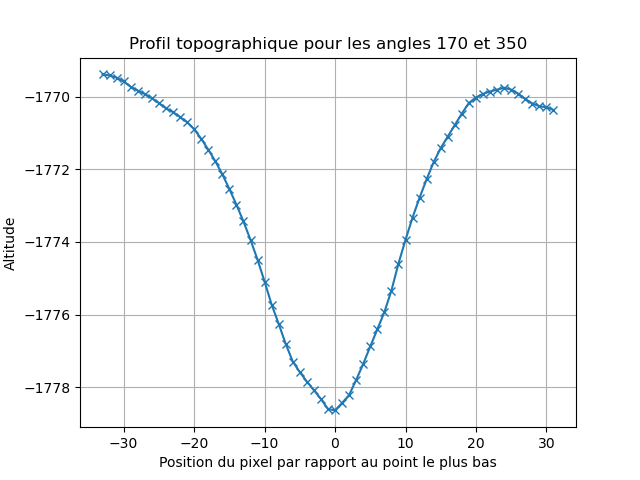 Profil topographique pour les angles 170 et 350
−1770
−1772
−1774
−1776
−1778
Altitude
−30 −20 −10 0 10 20 30
Position du pixel par rapport au point le plus bas